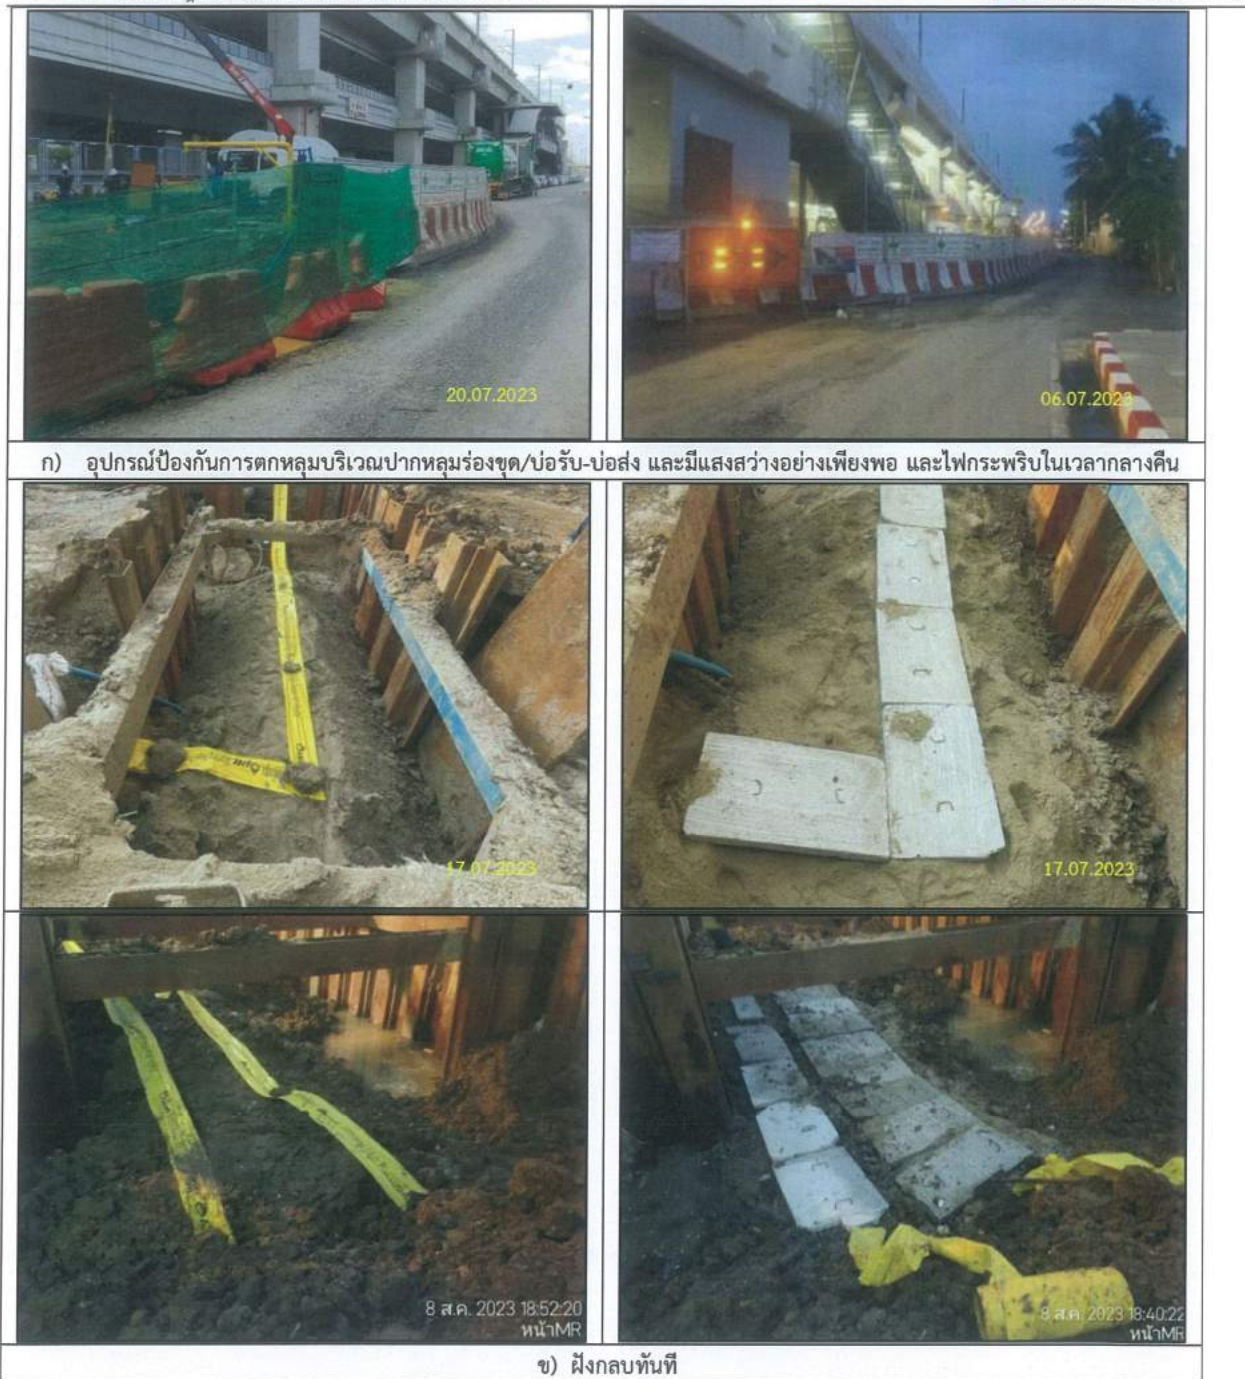 20.07.2023
06.07.2023
ก) อุปกรณ์ป้องกันการตกหลุมบริเวณปากหลุมร่องขุด/บ่อรับ-บ่อส่ง และมีแสงสว่างอย่างเพียงพอ และไฟกระพริบในเวลากลางคืน
17.07.2023
17.07.2023
8 ส.ค. 2023 18:52:20
หน้าMR
8 ส.ค. 2023 18:40:22
หน้าMR
ข) ฝังกลบทันที